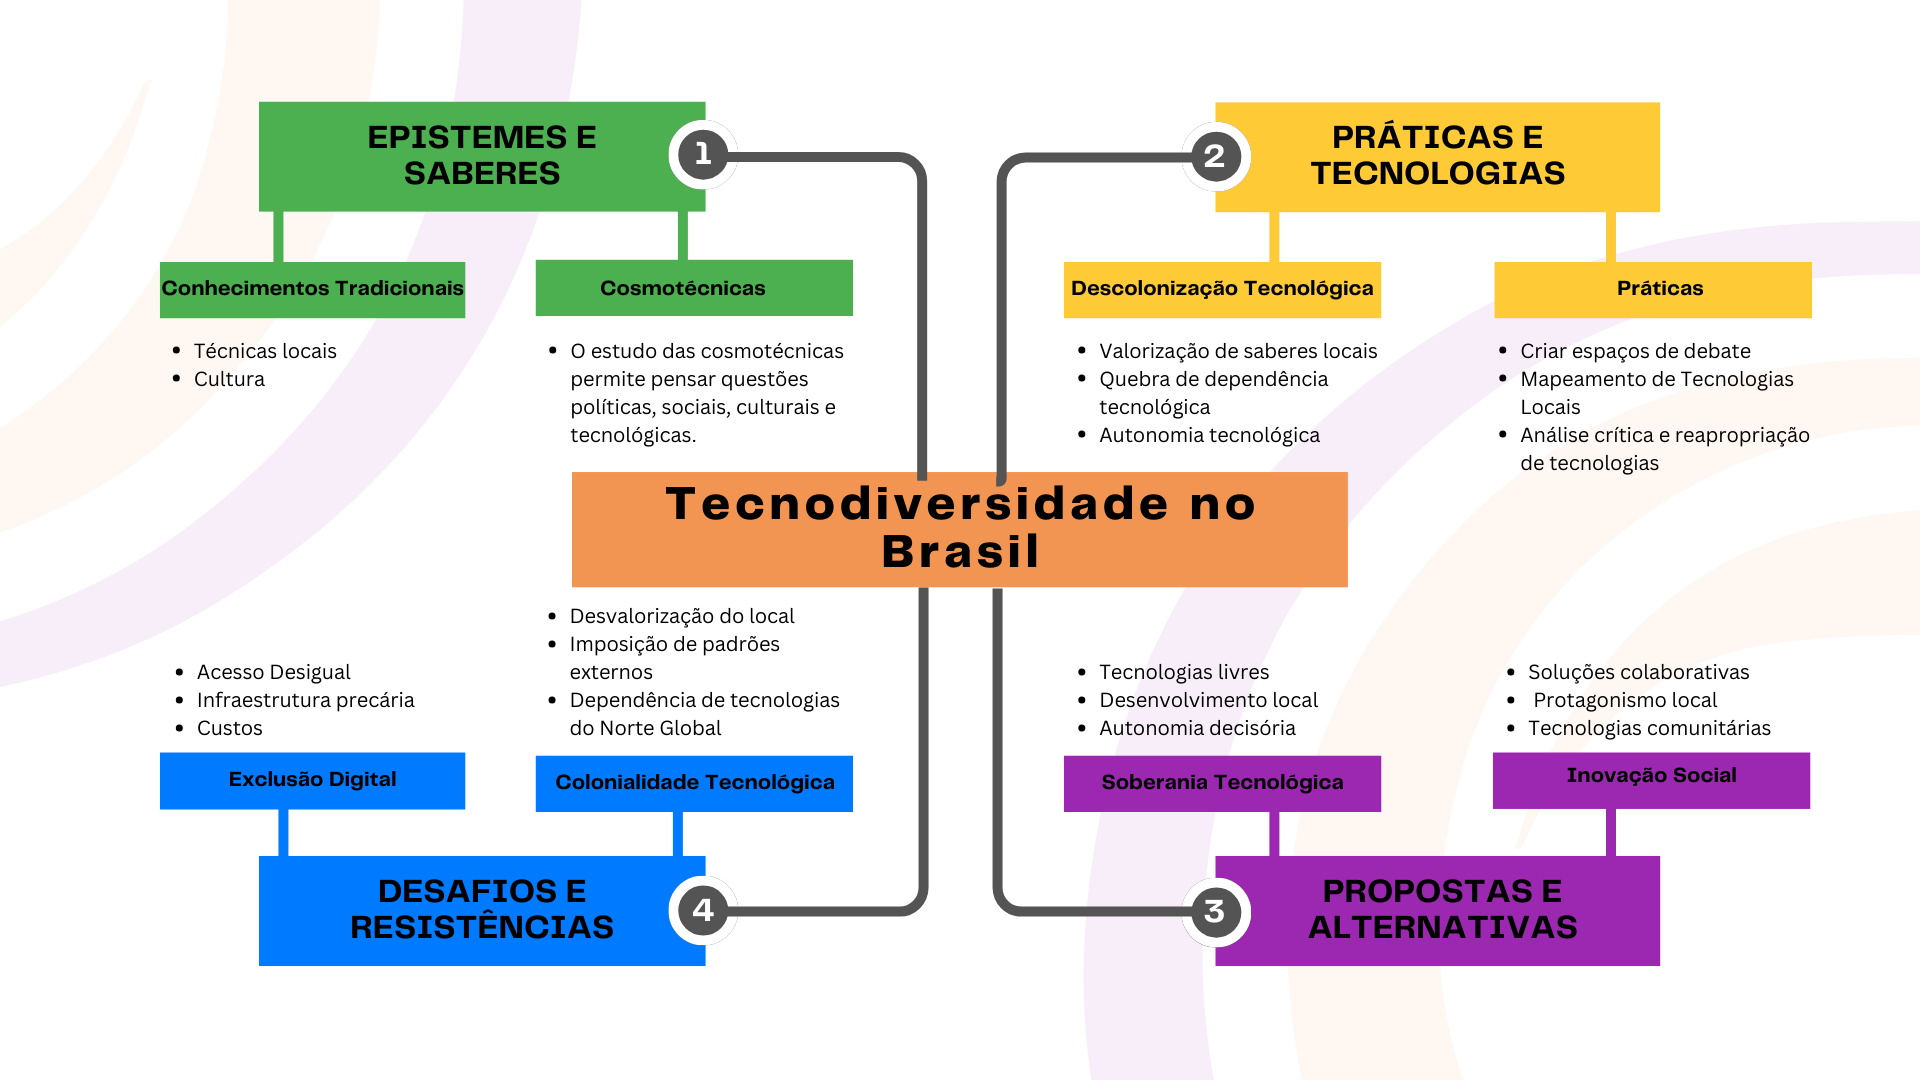 EPISTEMES E
SABERES
1
Conhecimentos Tradicionais
Técnicas locais
Cultura
Cosmotécnicas
O estudo das cosmotécnicas
permite pensar questões
políticas, sociais, culturais e
tecnológicas.
2
PRÁTICAS E
TECNOLOGIAS
Descolonização Tecnológica
Valorização de saberes locais
Quebra de dependência
tecnológica
Autonomia tecnológica
Práticas
Criar espaços de debate
Mapeamento de Tecnologias
Locais
Análise crítica e reapropriação
de tecnologias
Tecnodiversidade no
Brasil
Acesso Desigual
Infraestrutura precária
Custos
Exclusão Digital
Desvalorização do local
Imposição de padrões
externos
Dependência de tecnologias
do Norte Global
Colonialidade Tecnológica
DESAFIOS E
RESISTÊNCIAS
4
Tecnologias livres
Desenvolvimento local
Autonomia decisória
Soberania Tecnológica
Soluções colaborativas
Protagonismo local
Tecnologias comunitárias
Inovação Social
3
PROPOSTAS E
ALTERNATIVAS